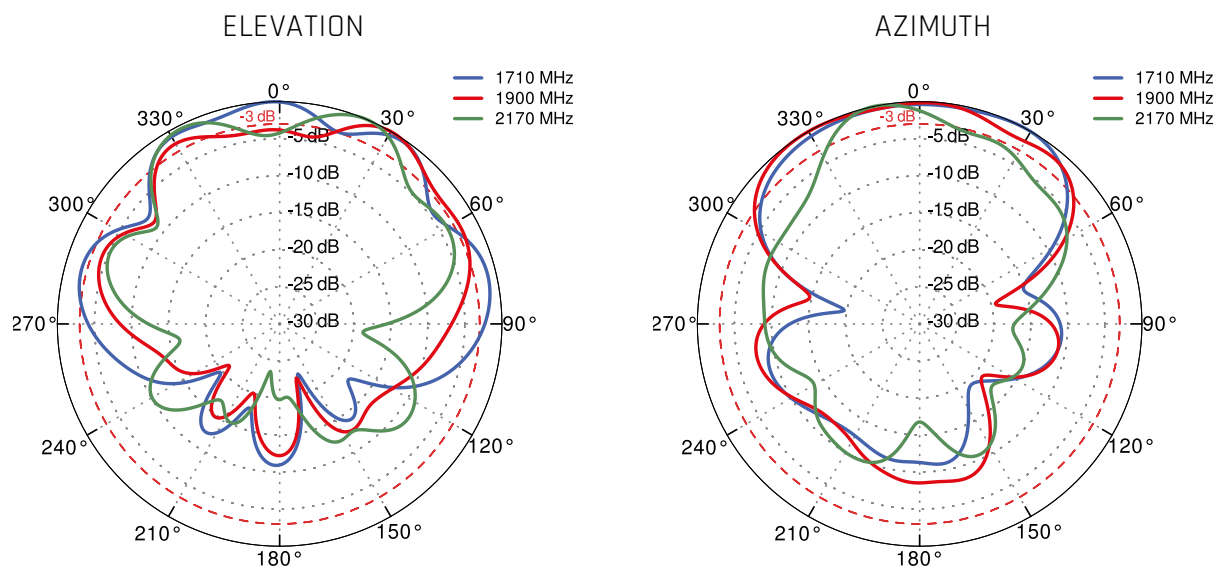 ELEVATION
1710 MHz
1900 MHz
2170 MHz
0°
30°
60°
90°
120°
150°
180°
210°
240°
270°
300°
330°
-3 dB
-5 dB
-10 dB
-15 dB
-20 dB
-25 dB
-30 dB
AZIMUTH
1710 MHz
1900 MHz
2170 MHz
0°
30°
60°
90°
120°
150°
180°
210°
240°
270°
300°
330°
-3 dB
-5 dB
-10 dB
-15 dB
-20 dB
-25 dB
-30 dB